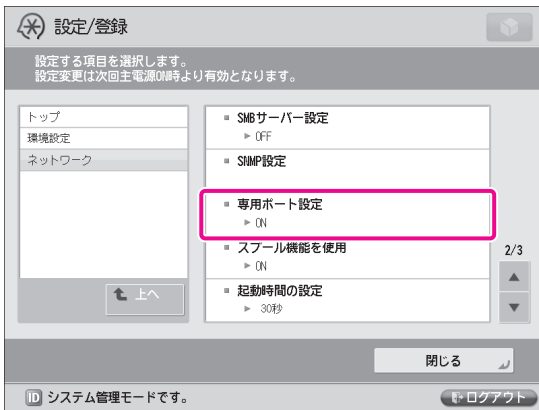 設定/登録
設定する項目を選択します。
設定変更は次回主電源ON時より有効となります。
トップ
環境設定
ネットワーク
上へ
SMBサーバー設定
OFF
SNMP設定
専用ポート設定
ON
スプール機能を使用
ON
起動時間の設定
30秒
2/3
閉じる
ID システム管理モードです。
ログアウト